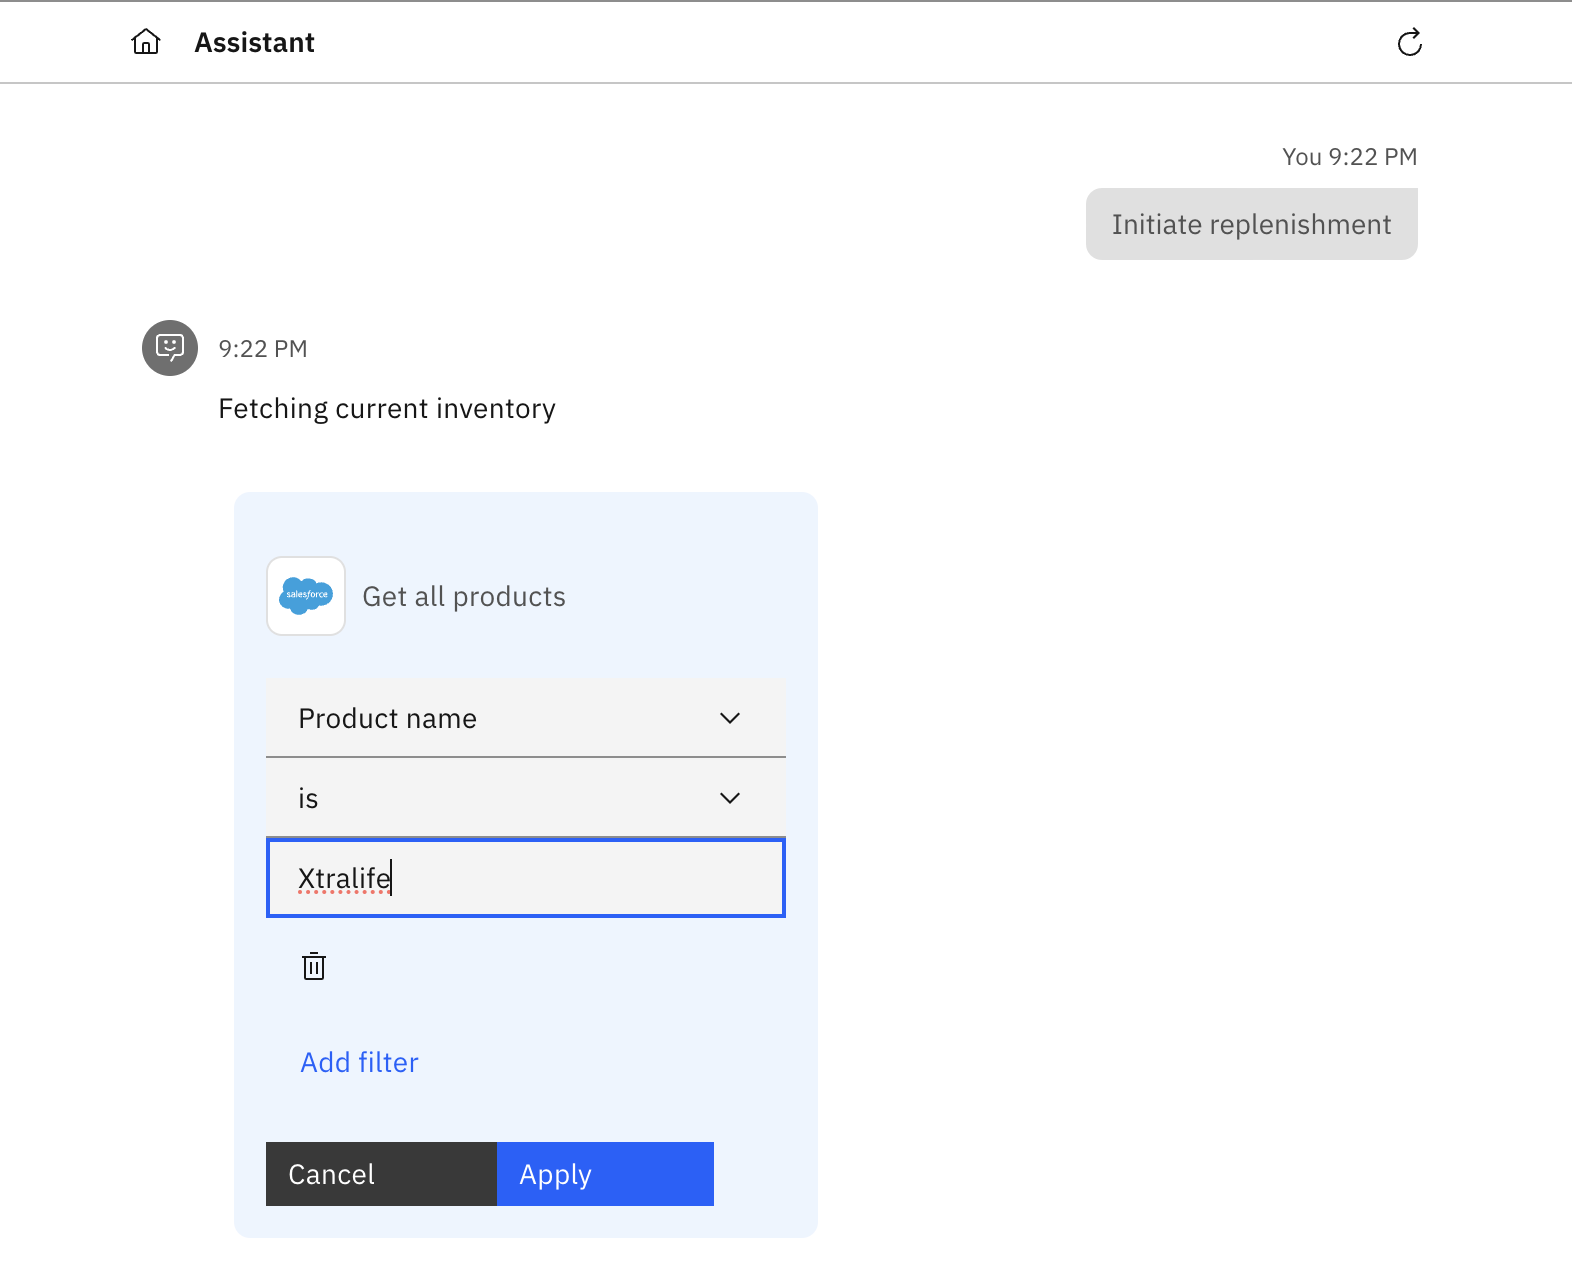 Assistant
You 9:22 PM
Initiate replenishment
9:22 PM
Fetching current inventory
salesforce
Get all products
Product name
is
Xtralife
Add filter
Cancel
Apply